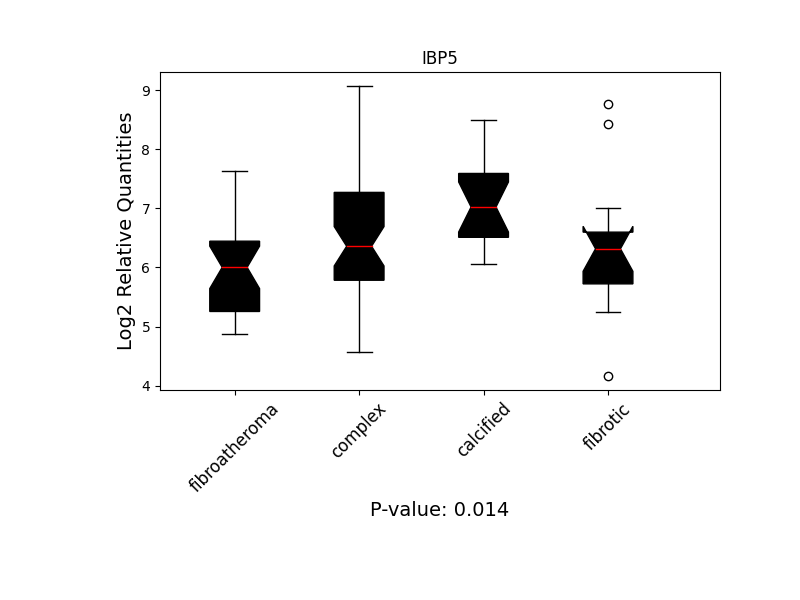 IBP5
Log2 Relative Quantities
9
8
7
6
5
4
fibroatheroma
complex
calcified
fibrotic
P-value: 0.014